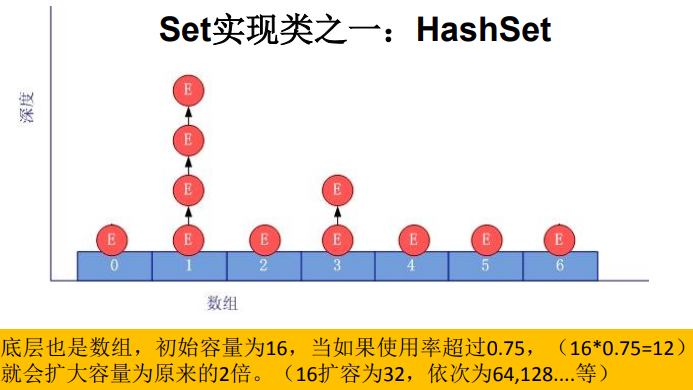 Set实现类之一：HashSet
深度
E
E
E
E
E
E
E
E
E
E
E
0 1 2 3 4 5 6
数组
底层也是数组，初始容量为16，当如果使用率超过0.75，（16*0.75=12）
就会扩大容量为原来的2倍。（16扩容为32，依次为64,128....等）